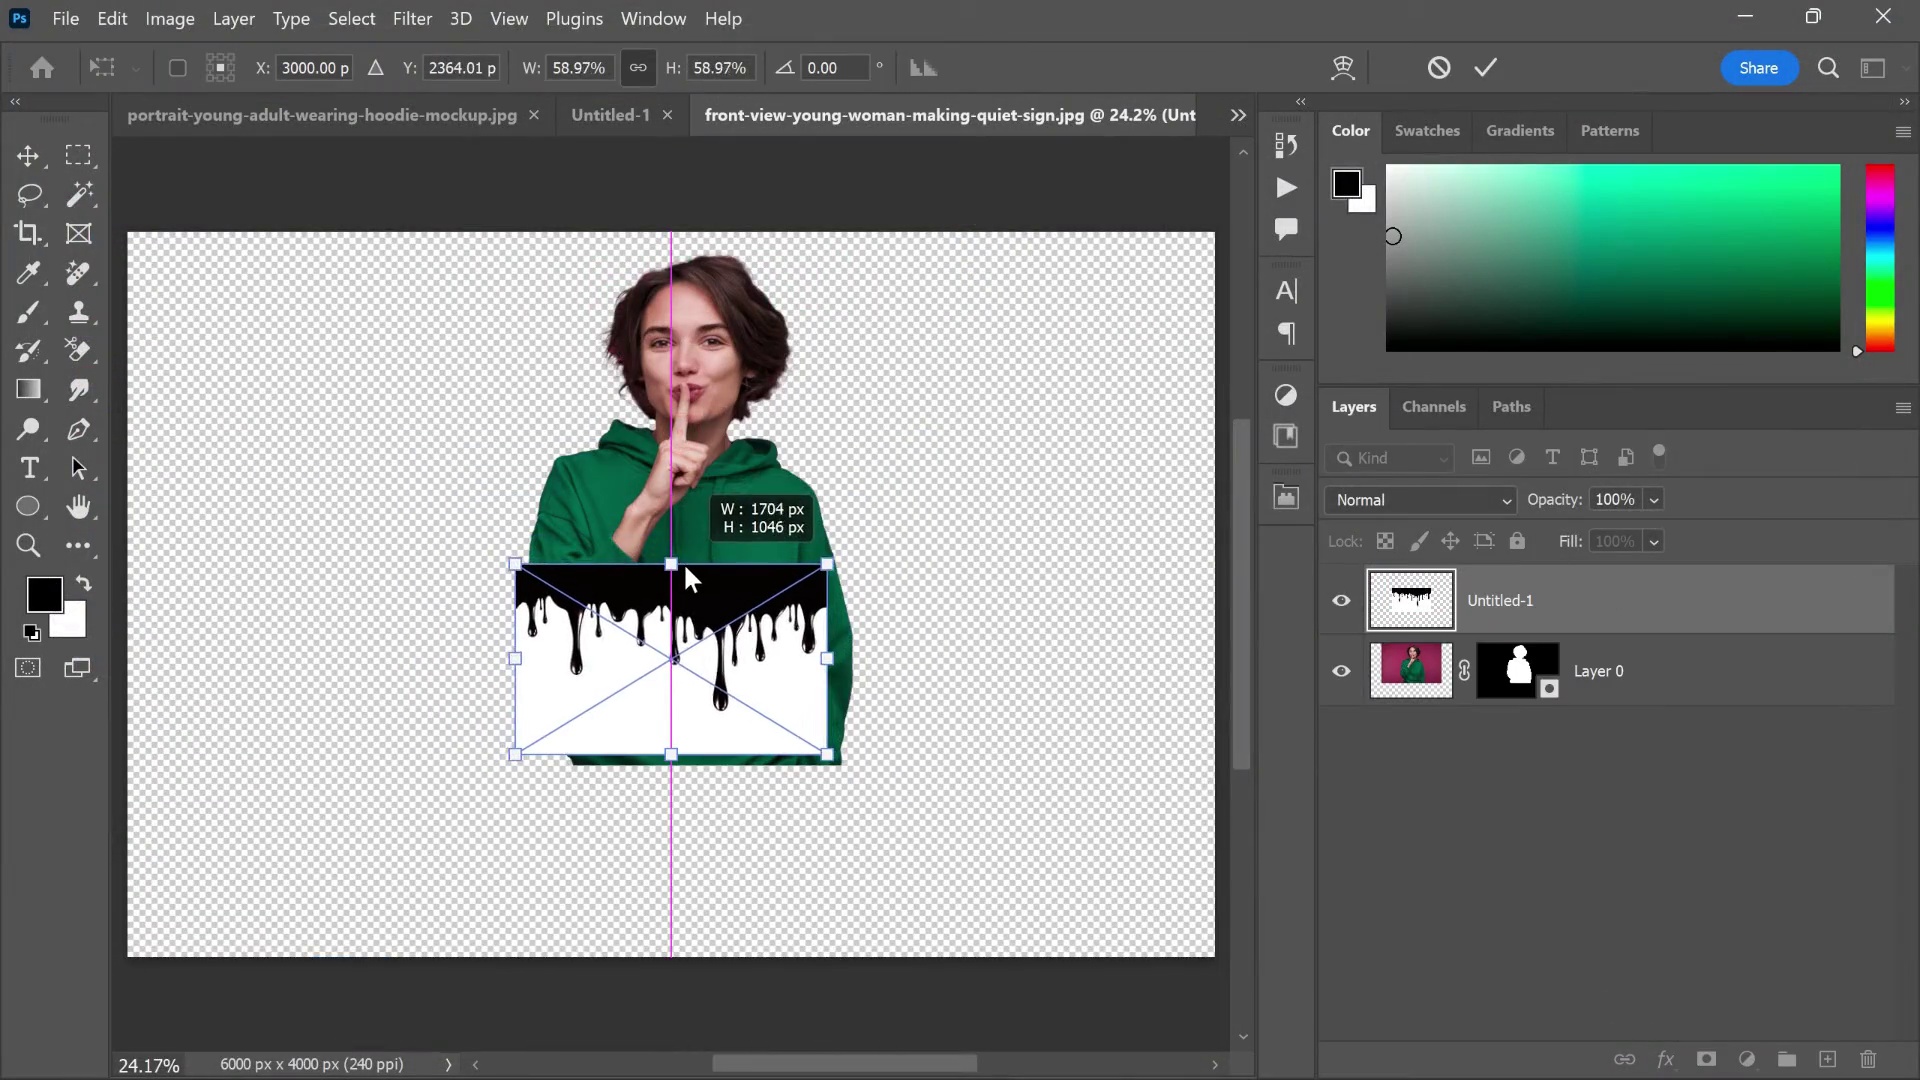 Ps File Edit Image Layer Type Select Filter 3D View Plugins Window Help
X: 3000.00 p Y: 2364.01 p W: 58.97% H: 58.97% 0.00 ° Share
portrait-young-adult-wearing-hoodie-mockup.jpg Untitled-1 front-view-young-woman-making-quiet-sign.jpg @ 24.2% (Unt
Color Swatches Gradients Patterns
Layers Channels Paths
Kind
Normal Opacity: 100%
Lock: Fill: 100%
W : 1704 px
H : 1046 px
Untitled-1
Layer 0
24.17% 6000 px x 4000 px (240 ppi)